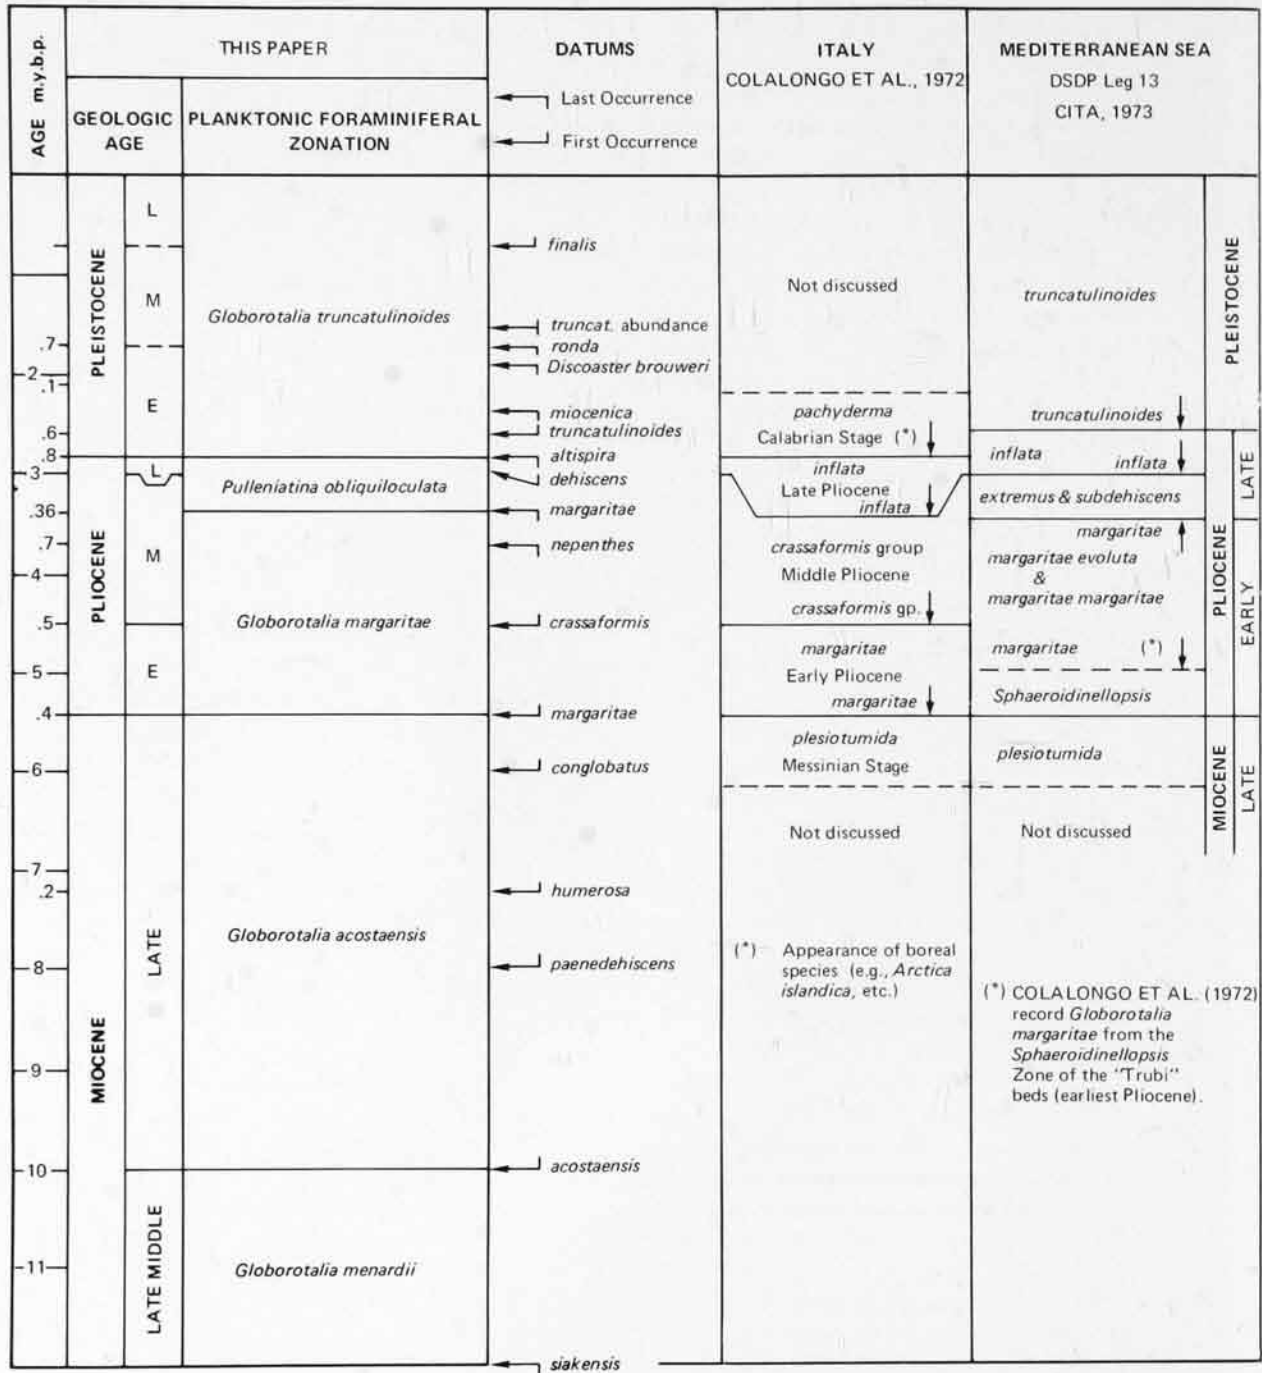 AGE m.y.b.p.
THIS PAPER
GEOLOGIC
AGE
PLANKTONIC FORAMINIFERAL
ZONATION
DATUMS
Last Occurrence
First Occurrence
ITALY
COLALONGO ET AL., 1972
MEDITERRANEAN SEA
DSDP Leg 13
CITA, 1973
.7
2
.1
.6
.8
3
.36
.7
4
.5
5
.4
6
7
.2
8
9
10
11
PLEISTOCENE
L
M
E
PLIOCENE
L
M
E
MIOCENE
LATE
LATE MIDDLE
Globorotalia truncatulinoides
Pulleniatina obliquiloculata
Globorotalia margaritae
Globorotalia acostaensis
Globorotalia menardii
finalis
truncat. abundance
ronda
Discoaster brouweri
miocenica
truncatulinoides
altispira
dehiscens
margaritae
nepenthes
crassaformis
margaritae
conglobatus
humerosa
paenedehiscens
acostaensis
siakensis
Not discussed
pachyderma
Calabrian Stage (*)
inflata
Late Pliocene
inflata
crassaformis group
Middle Pliocene
crassaformis gp.
margaritae
Early Pliocene
margaritae
plesiotumida
Messinian Stage
Not discussed
(*) Appearance of boreal
species (e.g., Arctica
islandica, etc.)
truncatulinoides
truncatulinoides
inflata
inflata
extremus & subdehiscens
margaritae
margaritae evoluta
&
margaritae margaritae
margaritae (*)
Sphaeroidinellopsis
plesiotumida
Not discussed
(*) COLALONGO ET AL. (1972)
record Globorotalia
margaritae from the
Sphaeroidinellopsis
Zone of the "Trubi"
beds (earliest Pliocene).
PLEISTOCENE
PLIOCENE
LATE
EARLY
MIOCENE
LATE